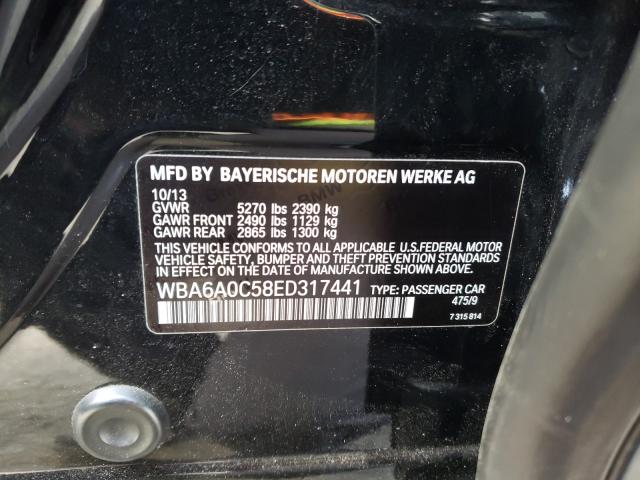 MFD BY BAYERISCHE MOTOREN WERKE AG
10/13
GVWR 5270 lbs 2390 kg
GAWR FRONT 2490 lbs 1129 kg
GAWR REAR 2865 lbs 1300 kg
THIS VEHICLE CONFORMS TO ALL APPLICABLE U.S.FEDERAL MOTOR
VEHICLE SAFETY, BUMPER AND THEFT PREVENTION STANDARDS
IN EFFECT ON THE DATE OF MANUFACTURE SHOWN ABOVE.
WBA6A0C58ED317441 TYPE: PASSENGER CAR
475/9
7 315 814